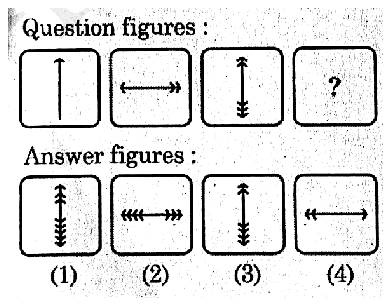 Question figures :
?
Answer figures :
(1) (2) (3) (4)